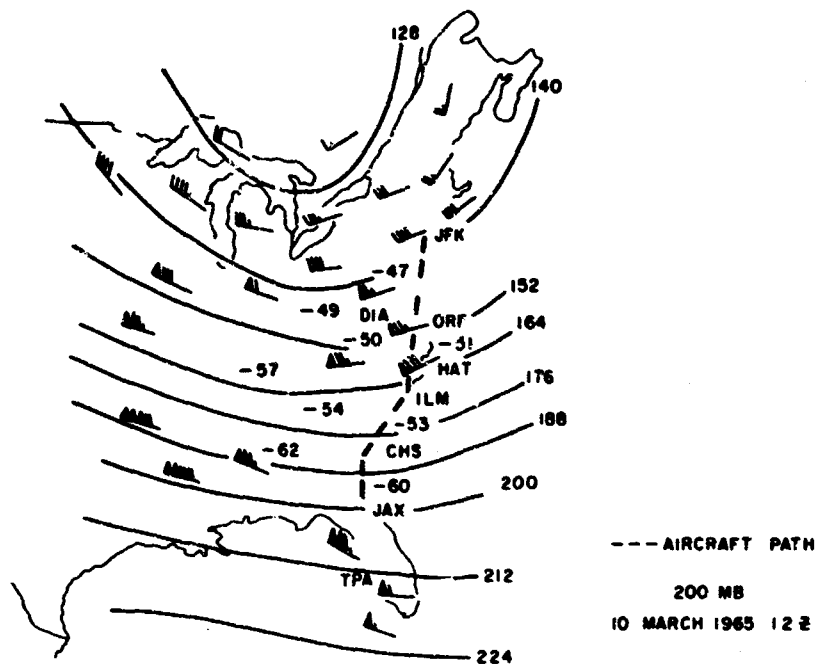 128
140
JFK
-47
-49
DIA
152
ORF
-50
-51
164
-57
HAT
176
-54
ILM
-53
188
-62
CHS
-60
200
JAX
--- AIRCRAFT PATH
TPA
212
200 MB
10 MARCH 1965 12Z
224